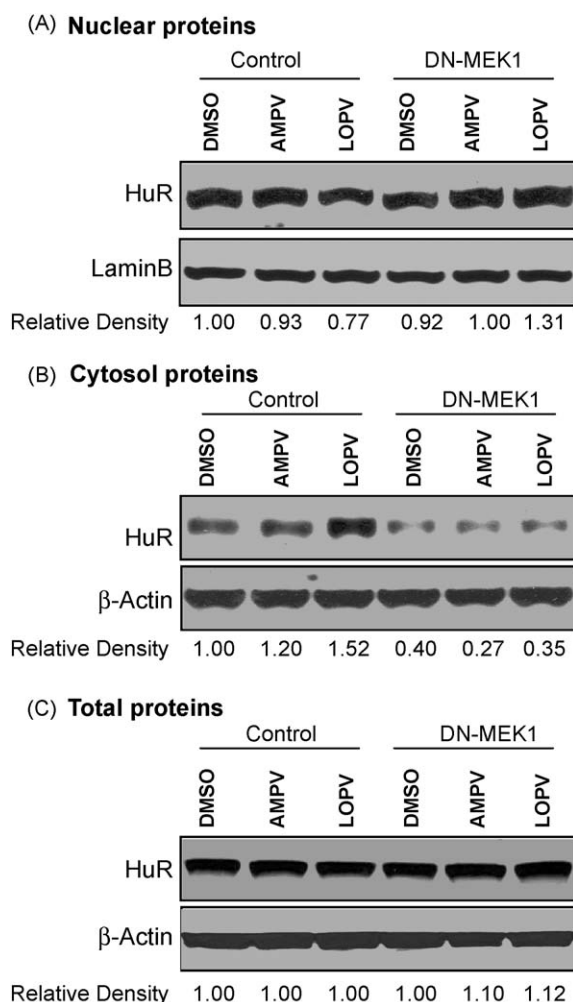 (A) Nuclear proteins
Control DN-MEK1
DMSO AMPV LOPV DMSO AMPV LOPV
HuR
LaminB
Relative Density 1.00 0.93 0.77 0.92 1.00 1.31
(B) Cytosol proteins
Control DN-MEK1
DMSO AMPV LOPV DMSO AMPV LOPV
HuR
β-Actin
Relative Density 1.00 1.20 1.52 0.40 0.27 0.35
(C) Total proteins
Control DN-MEK1
DMSO AMPV LOPV DMSO AMPV LOPV
HuR
β-Actin
Relative Density 1.00 1.00 1.00 1.00 1.10 1.12